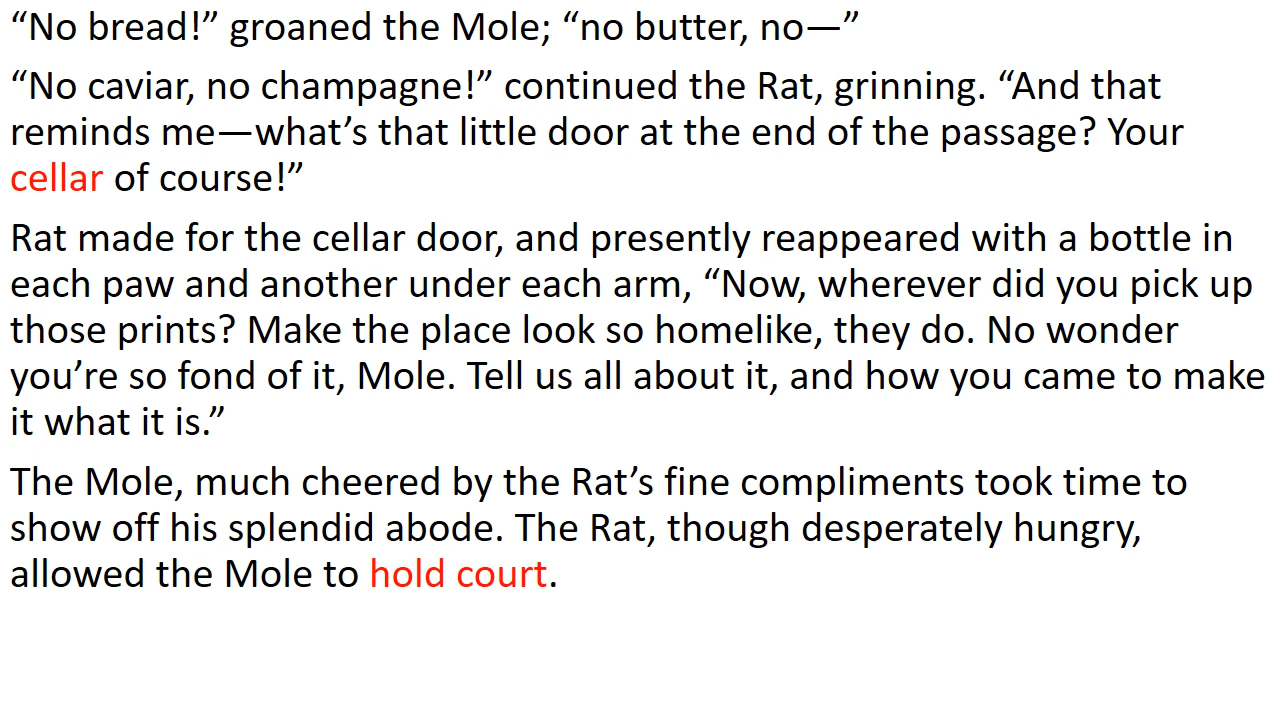 “No bread!” groaned the Mole; “no butter, no—”
“No caviar, no champagne!” continued the Rat, grinning. “And that
reminds me—what’s that little door at the end of the passage? Your
cellar of course!”
Rat made for the cellar door, and presently reappeared with a bottle in
each paw and another under each arm, “Now, wherever did you pick up
those prints? Make the place look so homelike, they do. No wonder
you’re so fond of it, Mole. Tell us all about it, and how you came to make
it what it is.”
The Mole, much cheered by the Rat’s fine compliments took time to
show off his splendid abode. The Rat, though desperately hungry,
allowed the Mole to hold court.